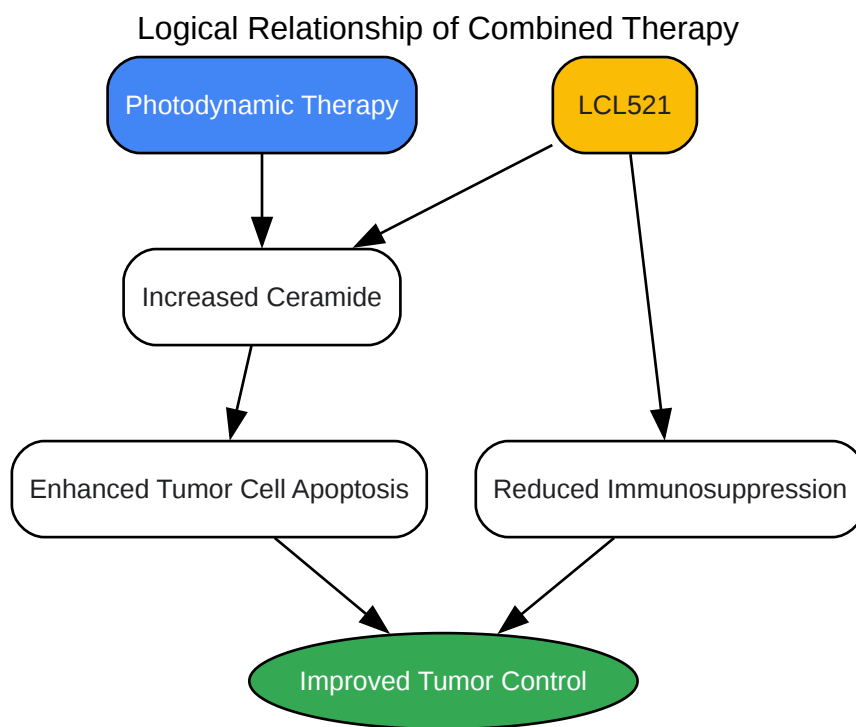 Logical Relationship of Combined Therapy
Photodynamic Therapy
LCL521
Increased Ceramide
Enhanced Tumor Cell Apoptosis
Reduced Immunosuppression
Improved Tumor Control